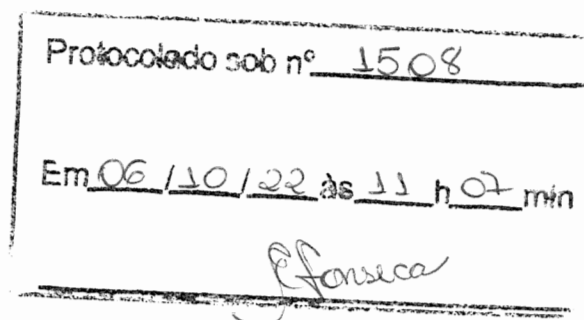 Protocolado sob nº 1508
Em 06 / 10 / 22 às 11 h 07 min
Efonseca